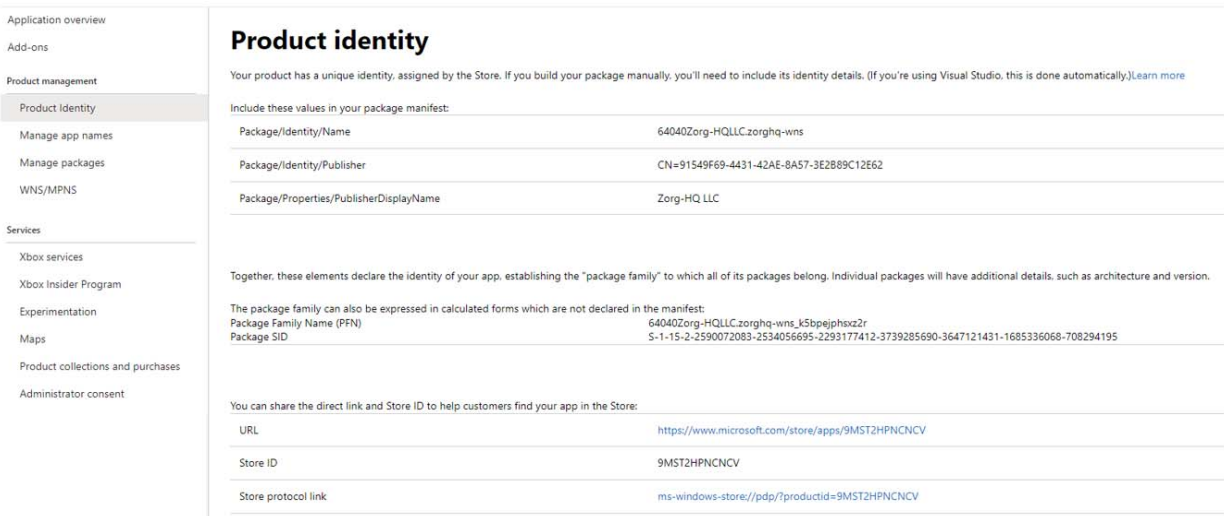 Application overview
Add-ons
Product management
Product Identity
Manage app names
Manage packages
WNS/MPNS
Services
Xbox services
Xbox Insider Program
Experimentation
Maps
Product collections and purchases
Administrator consent
Product identity
Your product has a unique identity, assigned by the Store. If you build your package manually, you'll need to include its identity details. (If you're using Visual Studio, this is done automatically.)Learn more
Include these values in your package manifest:
Package/Identity/Name 64040Zorg-HQLLC.zorghq-wns
Package/Identity/Publisher CN=91549F69-4431-42AE-8A57-3E2B89C12E62
Package/Properties/PublisherDisplayName Zorg-HQ LLC
Together, these elements declare the identity of your app, establishing the "package family" to which all of its packages belong. Individual packages will have additional details, such as architecture and version.
The package family can also be expressed in calculated forms which are not declared in the manifest:
Package Family Name (PFN) 64040Zorg-HQLLC.zorghq-wns_k5bpejphsxz2r
Package SID S-1-15-2-2590072083-2534056695-2293177412-3739285690-3647121431-1685336068-708294195
You can share the direct link and Store ID to help customers find your app in the Store:
URL https://www.microsoft.com/store/apps/9MST2HPNCNCV
Store ID 9MST2HPNCNCV
Store protocol link ms-windows-store://pdp/?productid=9MST2HPNCNCV